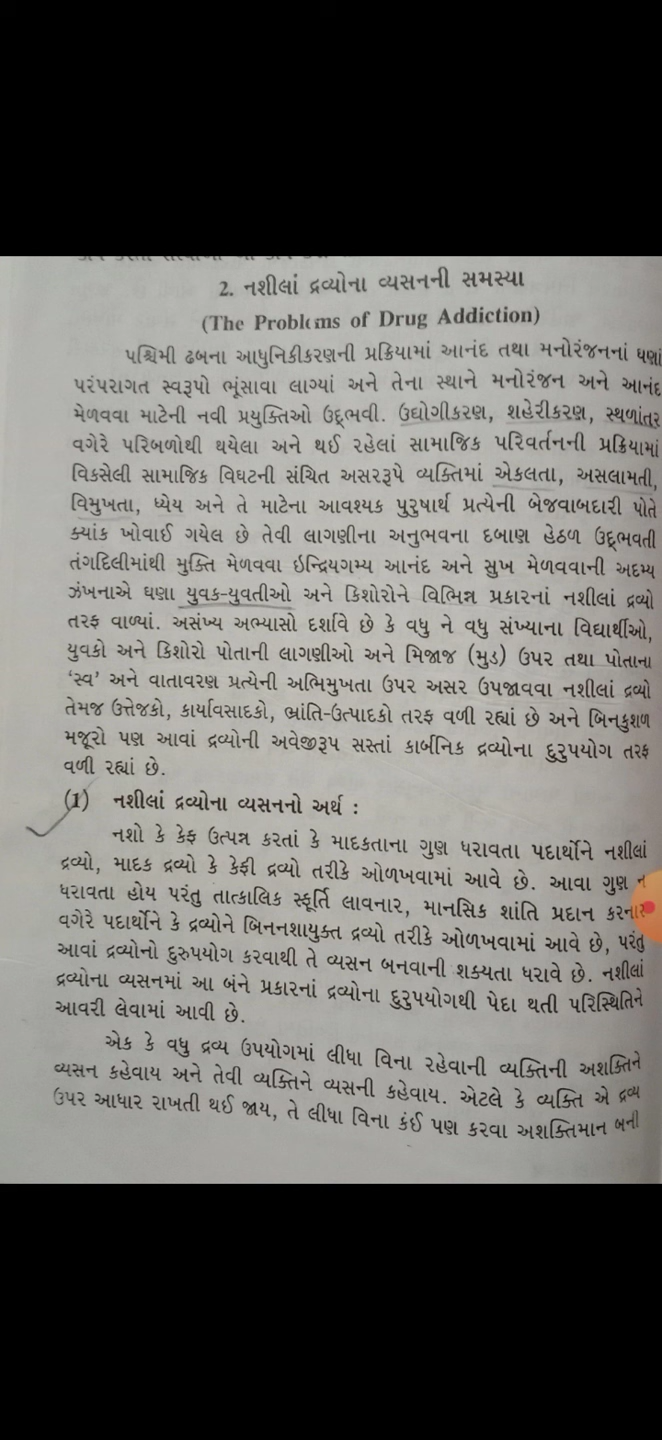 2. નશીલાં દ્રવ્યોના વ્યસનની સમસ્યા
(The Problems of Drug Addiction)
પશ્ચિમી ઢબના આધુનિકીકરણની પ્રક્રિયામાં આનંદ તથા મનોરંજનનાં ઘણાં
પરંપરાગત સ્વરૂપો ભૂંસાવા લાગ્યાં અને તેના સ્થાને મનોરંજન અને આનંદ
મેળવવા માટેની નવી પ્રયુક્તિઓ ઉદ્ભવી. ઉદ્યોગીકરણ, શહેરીકરણ, સ્થળાંતર
વગેરે પરિબળોથી થયેલા અને થઈ રહેલાં સામાજિક પરિવર્તનની પ્રક્રિયામાં
વિકસેલી સામાજિક વિઘટની સંચિત અસરરૂપે વ્યક્તિમાં એકલતા, અસલામતી,
વિમુખતા, ધ્યેય અને તે માટેના આવશ્યક પુરુષાર્થ પ્રત્યેની બેજવાબદારી પોતે
ક્યાંક ખોવાઈ ગયેલ છે તેવી લાગણીના અનુભવના દબાણ હેઠળ ઉદ્ભવતી
તંગદિલીમાંથી મુક્તિ મેળવવા ઇન્દ્રિયગમ્ય આનંદ અને સુખ મેળવવાની અદમ્ય
ઝંખનાએ ઘણા યુવક-યુવતીઓ અને કિશોરોને વિભિન્ન પ્રકારનાં નશીલાં દ્રવ્યો
તરફ વાળ્યાં. અસંખ્ય અભ્યાસો દર્શાવે છે કે વધુ ને વધુ સંખ્યાના વિદ્યાર્થીઓ,
યુવકો અને કિશોરો પોતાની લાગણીઓ અને મિજાજ (મુડ) ઉપર તથા પોતાના
‘સ્વ’ અને વાતાવરણ પ્રત્યેની અભિમુખતા ઉપર અસર ઉપજાવવા નશીલાં દ્રવ્યો
તેમજ ઉત્તેજકો, કાર્યાવસાદકો, ભ્રાંતિ-ઉત્પાદકો તરફ વળી રહ્યાં છે અને બિનકુશળ
મજૂરો પણ આવાં દ્રવ્યોની અવેજીરૂપ સસ્તાં કાર્બનિક દ્રવ્યોના દુરુપયોગ તરફ
વળી રહ્યાં છે.
(1) નશીલાં દ્રવ્યોના વ્યસનનો અર્થ :
નશો કે કેફ ઉત્પન્ન કરતાં કે માદકતાના ગુણ ધરાવતા પદાર્થોને નશીલાં
દ્રવ્યો, માદક દ્રવ્યો કે કેફી દ્રવ્યો તરીકે ઓળખવામાં આવે છે. આવા ગુણ ન
ધરાવતા હોય પરંતુ તાત્કાલિક સ્ફૂર્તિ લાવનાર, માનસિક શાંતિ પ્રદાન કરનાર
વગેરે પદાર્થોને કે દ્રવ્યોને બિનનશાયુક્ત દ્રવ્યો તરીકે ઓળખવામાં આવે છે, પરંતુ
આવાં દ્રવ્યોનો દુરુપયોગ કરવાથી તે વ્યસન બનવાની શક્યતા ધરાવે છે. નશીલાં
દ્રવ્યોના વ્યસનમાં આ બંને પ્રકારનાં દ્રવ્યોના દુરુપયોગથી પેદા થતી પરિસ્થિતિને
આવરી લેવામાં આવી છે.
એક કે વધુ દ્રવ્ય ઉપયોગમાં લીધા વિના રહેવાની વ્યક્તિની અશક્તિને
વ્યસન કહેવાય અને તેવી વ્યક્તિને વ્યસની કહેવાય. એટલે કે વ્યક્તિ એ દ્રવ્ય
ઉપર આધાર રાખતી થઈ જાય, તે લીધા વિના કંઈ પણ કરવા અશક્તિમાન બની